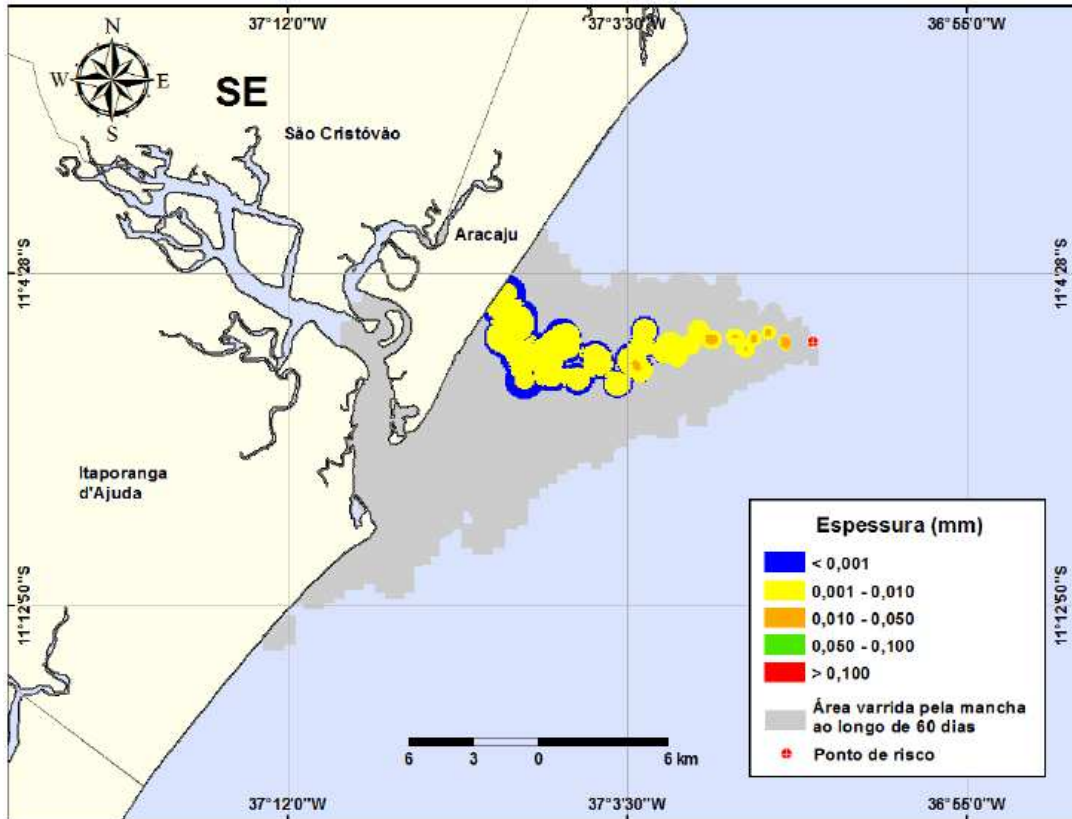 37°12'0"W
37°3'30"W
36°55'0"W
N
W
E
S
SE
São Cristóvão
Aracaju
11°4'28"S
11°4'28"S
Itaporanga
d'Ajuda
11°12'50"S
11°12'50"S
Espessura (mm)
< 0,001
0,001 - 0,010
0,010 - 0,050
0,050 - 0,100
> 0,100
Área varrida pela mancha
ao longo de 60 dias
Ponto de risco
6 3 0 6 km
37°12'0"W
37°3'30"W
36°55'0"W